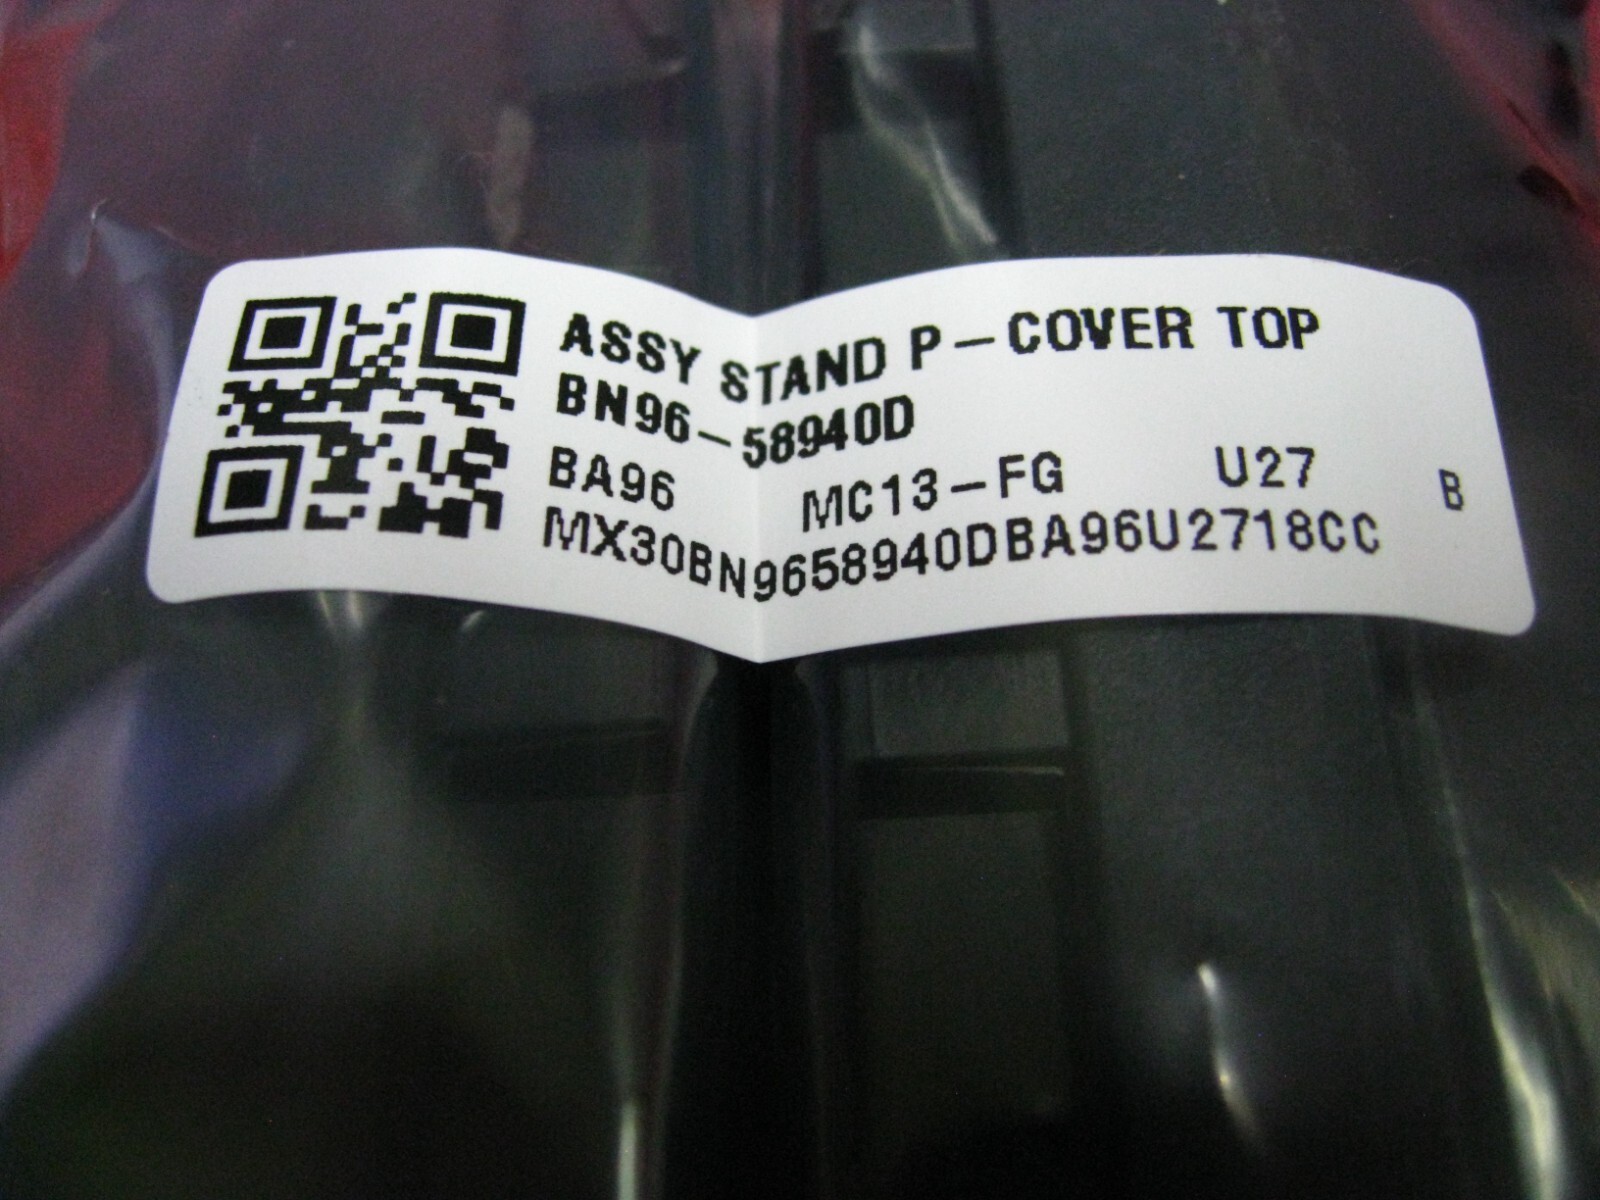 ASSY STAND P-COVER TOP
BN96-58940D
BA96 MC13-FG U27 B
MX30BN9658940DBA96U2718CC